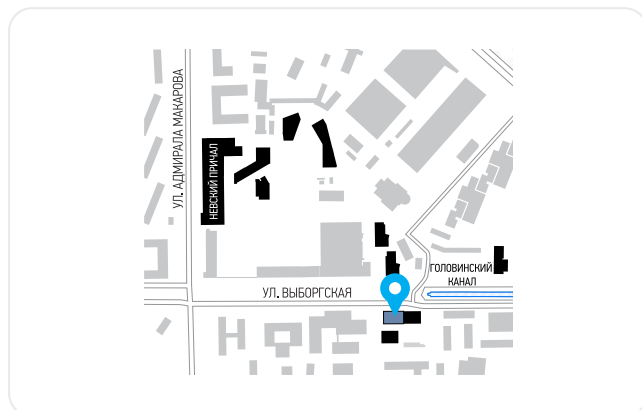 УЛ. АДМИРАЛА МАКАРОВА
НЕВСКИЙ ПРИЧАЛ
ГОЛОВИНСКИЙ
КАНАЛ
УЛ. ВЫБОРГСКАЯ